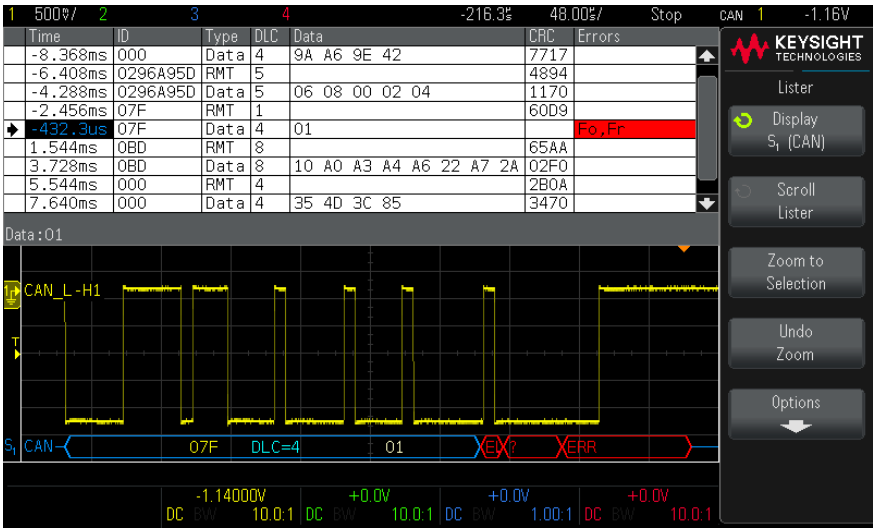 1 500mV/ 2 3 4 -216.3us 48.00us/ Stop CAN 1 -1.16V
Time ID Type DLC Data CRC Errors
-8.368ms 000 Data 4 9A A6 9E 42 7717
-6.408ms 0296A95D RMT 5 4894
-4.288ms 0296A95D Data 5 06 08 00 02 04 1170
-2.456ms 07F RMT 1 60D9
-432.3us 07F Data 4 01 Fo,Fr
1.544ms 0BD RMT 8 65AA
3.728ms 0BD Data 8 10 A0 A3 A4 A6 22 A7 2A 02F0
5.544ms 000 RMT 4 2B0A
7.640ms 000 Data 4 35 4D 3C 85 3470
Data:01
CAN_L-H1
T
S1 CAN 07F DLC=4 01 ? ERR
-1.14000V +0.0V +0.0V +0.0V
DC BW 10.0:1 DC BW 10.0:1 DC BW 1.00:1 DC BW 10.0:1
KEYSIGHT
TECHNOLOGIES
Lister
Display
S1 (CAN)
Scroll
Lister
Zoom to
Selection
Undo
Zoom
Options